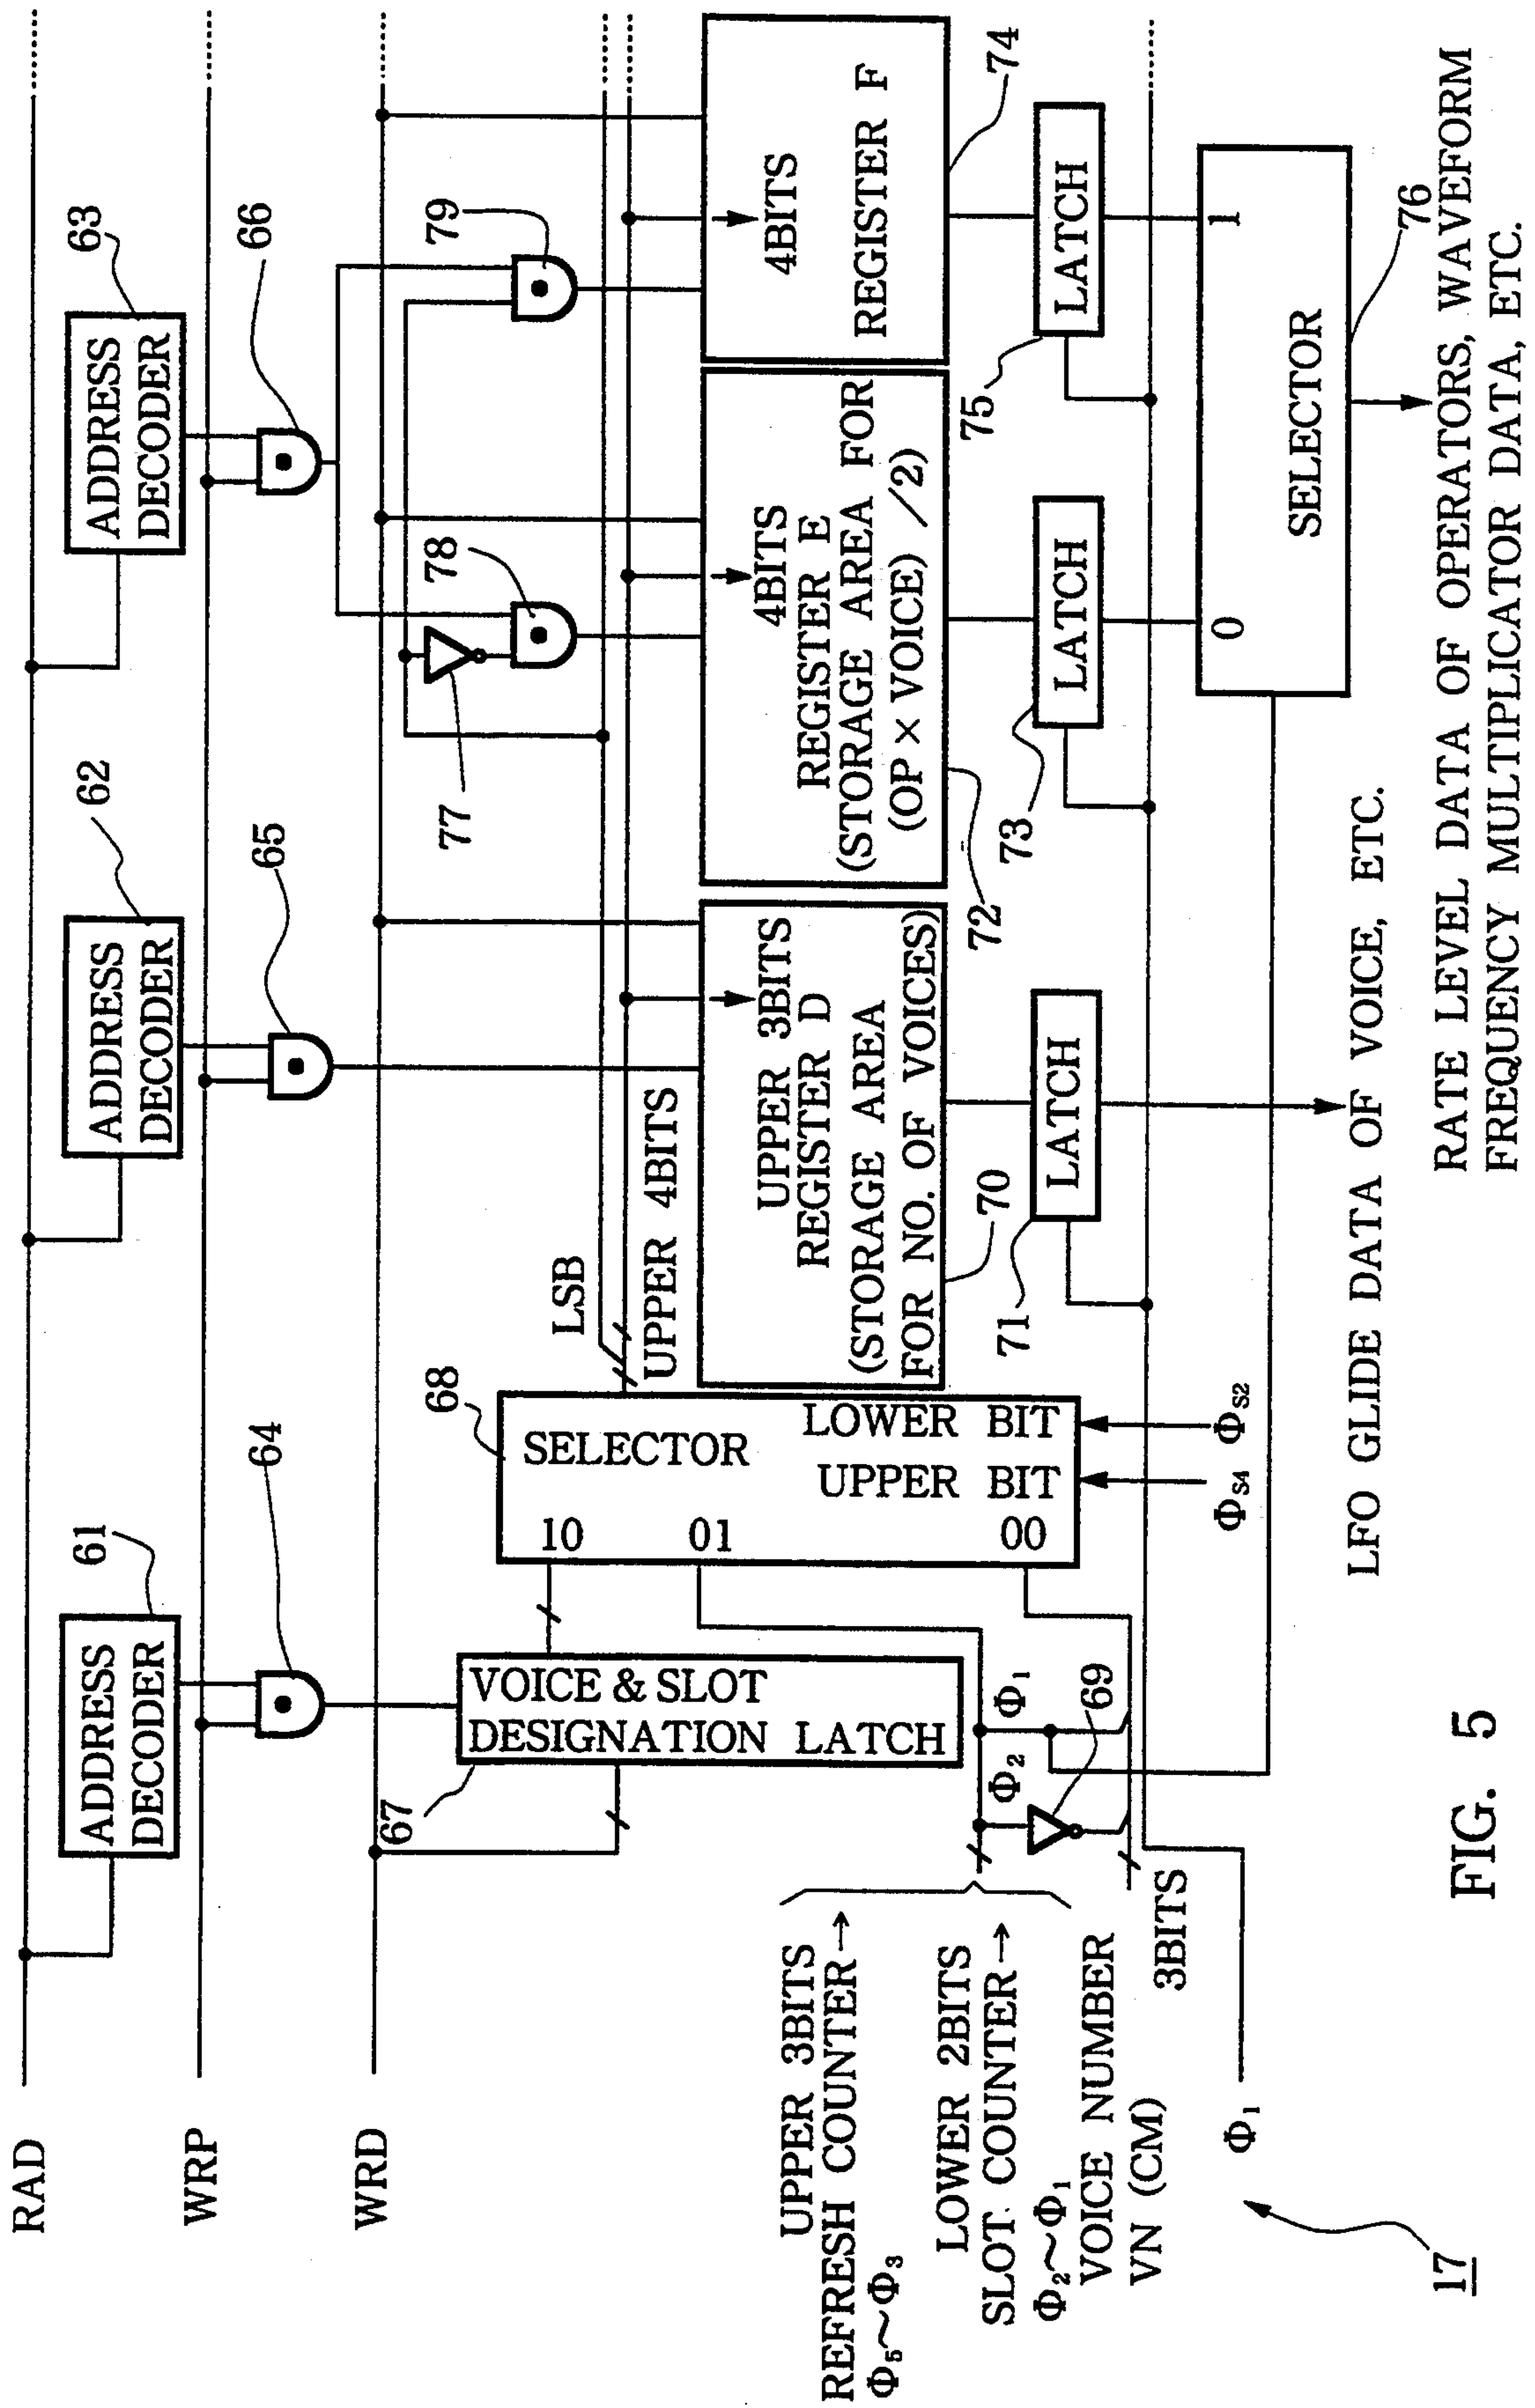 RAD
WRP
WRD
ADDRESS
DECODER
61
64
ADDRESS
DECODER
62
65
ADDRESS
DECODER
63
66
VOICE & SLOT
DESIGNATION LATCH
67
SELECTOR
68
10
01
00
LOWER BIT
UPPER BIT
ΦS2
ΦS4
LSB
UPPER 4BITS
77
78
79
UPPER 3BITS
REGISTER D
(STORAGE AREA
FOR NO. OF VOICES)
70
4BITS
REGISTER E
(STORAGE AREA FOR
(OP × VOICE) /2)
72
4BITS
REGISTER F
74
LATCH
71
LATCH
73
LATCH
75
0
SELECTOR
1
76
UPPER 3BITS
REFRESH COUNTER→
Φ5~Φ3
LOWER 2BITS
SLOT COUNTER→
Φ2~Φ1
VOICE NUMBER
VN (CM)
3BITS
Φ2
Φ1
69
Φ1
17
LFO GLIDE DATA OF VOICE, ETC.
RATE LEVEL DATA OF OPERATORS, WAVEFORM
FREQUENCY MULTIPLICATOR DATA, ETC.
FIG. 5